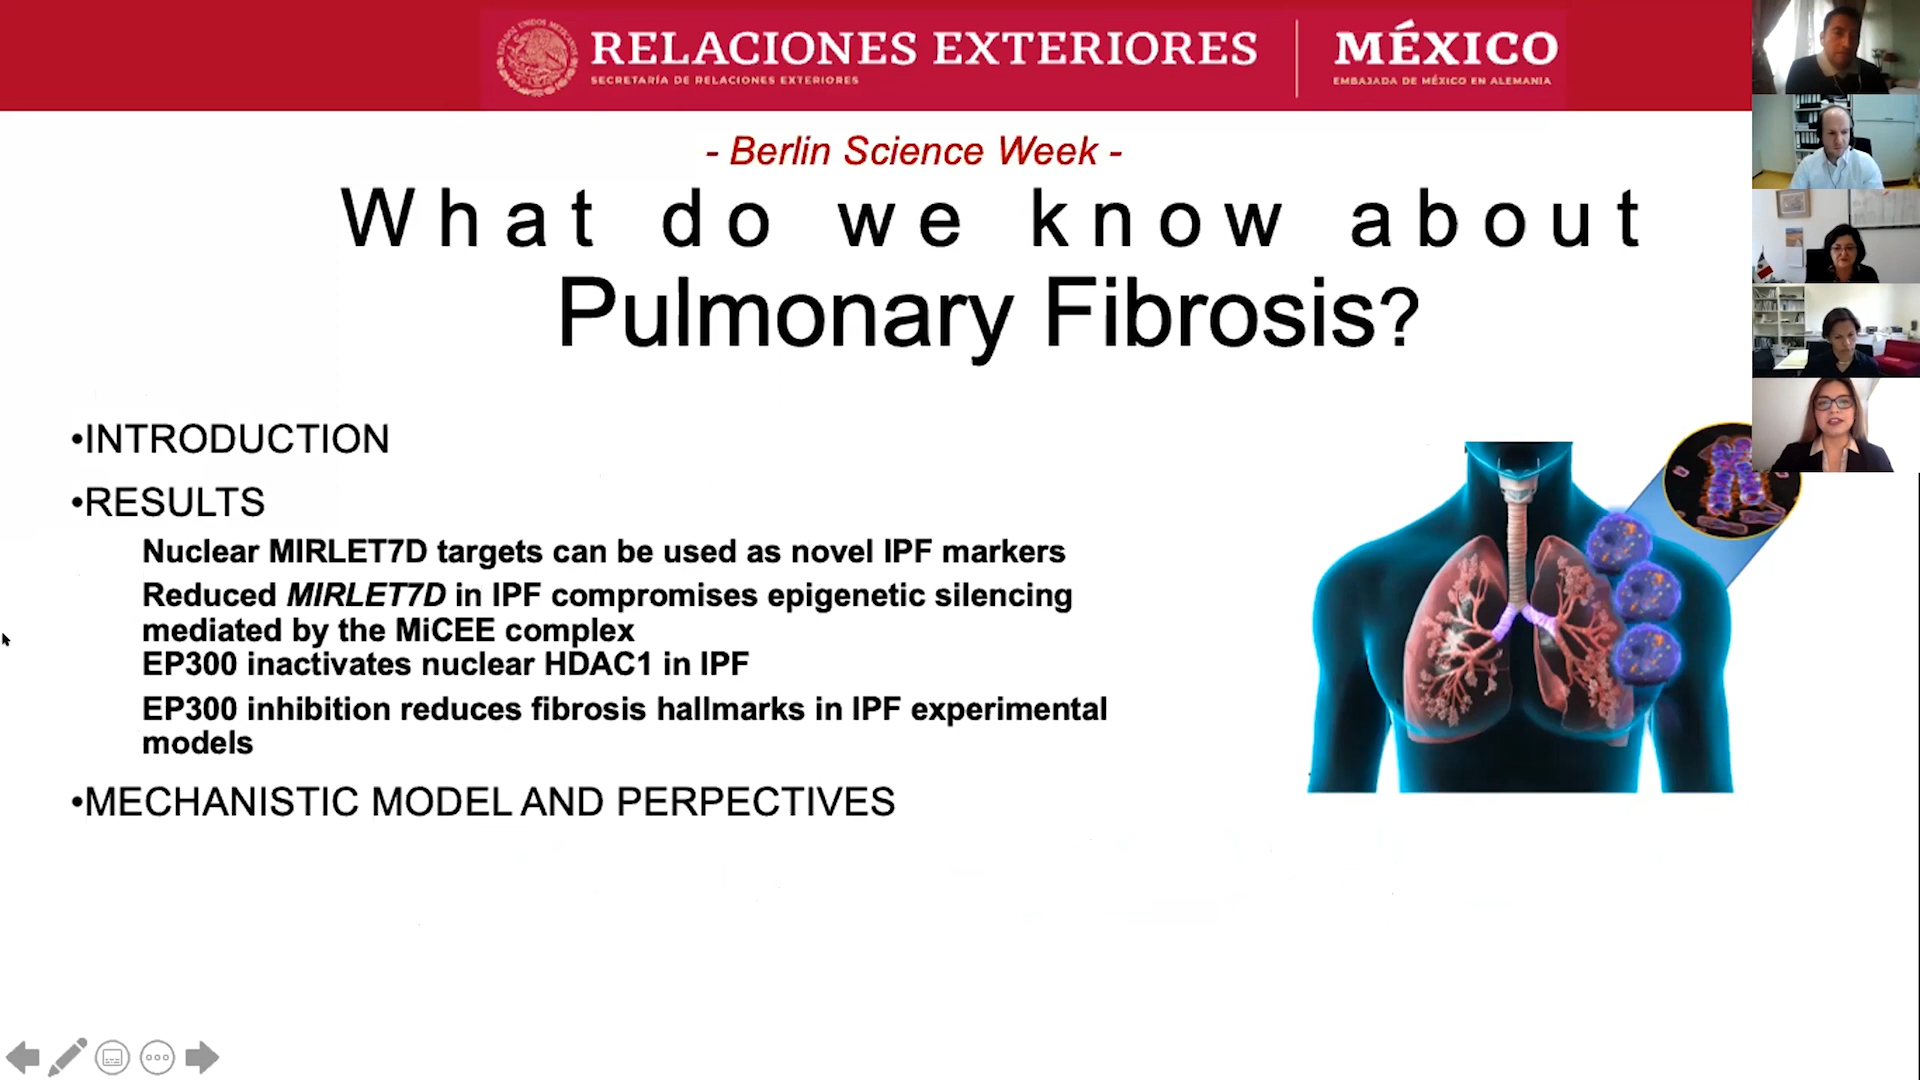 RELACIONES EXTERIORES
SECRETARÍA DE RELACIONES EXTERIORES
MÉXICO
EMBAJADA DE MÉXICO EN ALEMANIA
- Berlin Science Week -
What do we know about
Pulmonary Fibrosis?
•INTRODUCTION
•RESULTS
Nuclear MIRLET7D targets can be used as novel IPF markers
Reduced MIRLET7D in IPF compromises epigenetic silencing
mediated by the MiCEE complex
EP300 inactivates nuclear HDAC1 in IPF
EP300 inhibition reduces fibrosis hallmarks in IPF experimental
models
•MECHANISTIC MODEL AND PERPECTIVES